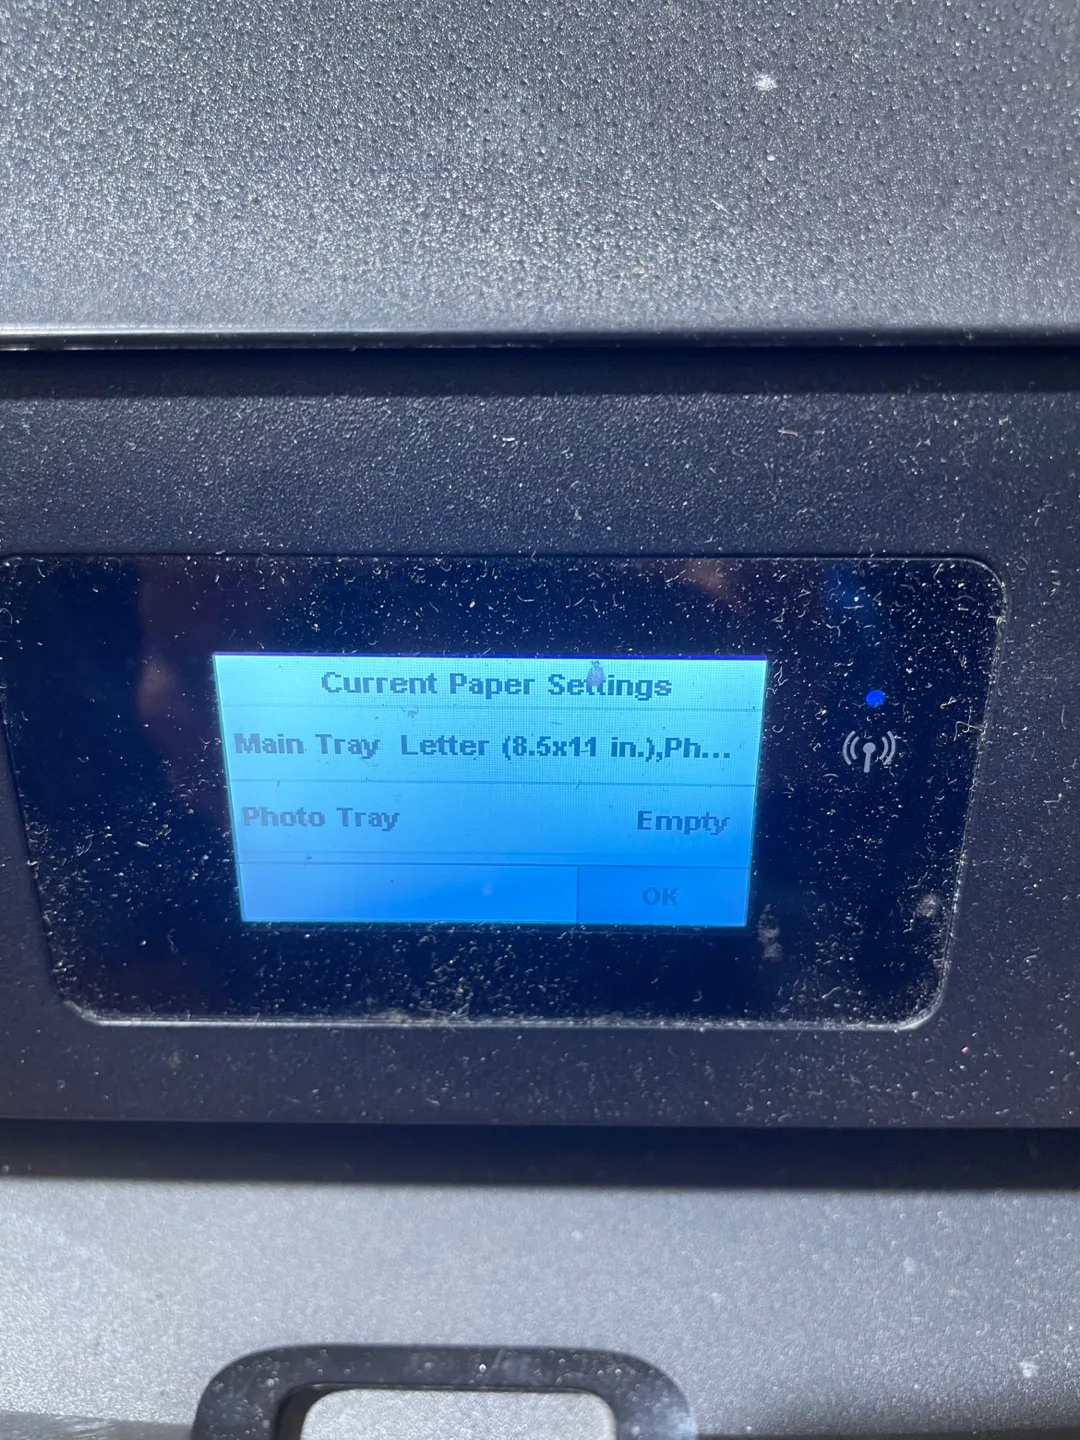 Current Paper Settings
Main Tray Letter (8.5x11 in.),Ph...
Photo Tray Empty
OK